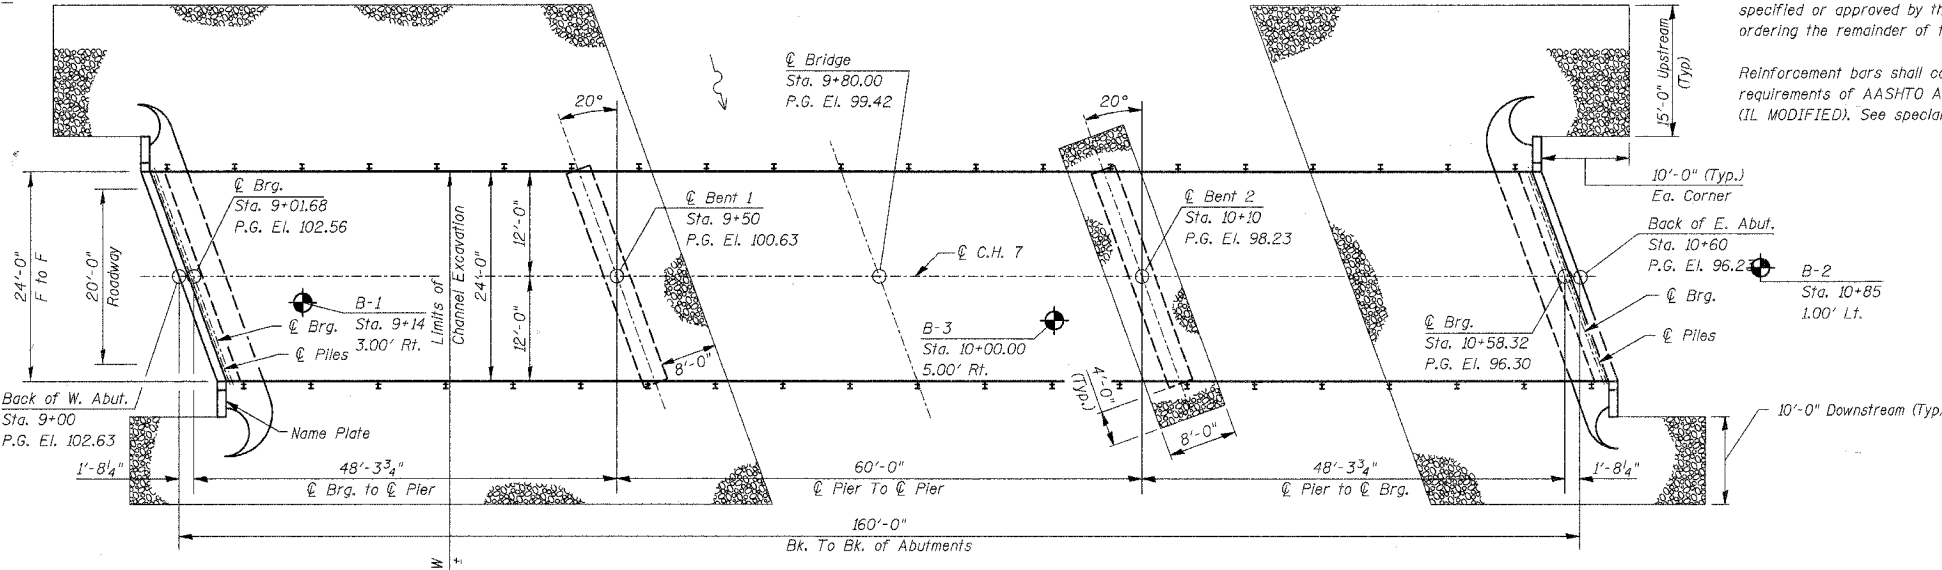 specified or approved by th
ordering the remainder of t
Reinforcement bars shall co
requirements of AASHTO A
(IL MODIFIED). See special
15'-0" Upstream
(Typ)
10'-0" (Typ.)
Ea. Corner
℄ Bridge
Sta. 9+80.00
P.G. El. 99.42
20°
20°
℄ Brg.
Sta. 9+01.68
P.G. El. 102.56
℄ Bent 1
Sta. 9+50
P.G. El. 100.63
℄ Bent 2
Sta. 10+10
P.G. El. 98.23
Back of E. Abut.
Sta. 10+60
P.G. El. 96.23
24'-0"
F to F
20'-0"
Roadway
Limits of
Channel Excavation
24'-0"
12'-0"
12'-0"
℄ C.H. 7
B-1
Sta. 9+14
3.00' Rt.
℄ Brg.
℄ Piles
B-3
Sta. 10+00.00
5.00' Rt.
B-2
Sta. 10+85
1.00' Lt.
℄ Brg.
℄ Piles
℄ Brg.
Sta. 10+58.32
P.G. El. 96.30
8'-0"
4'-0"
(Typ.)
8'-0"
Back of W. Abut.
Sta. 9+00
P.G. El. 102.63
Name Plate
10'-0" Downstream (Typ.
1'-8¼"
48'-3¾"
℄ Brg. to ℄ Pier
60'-0"
℄ Pier To ℄ Pier
48'-3¾"
℄ Pier to ℄ Brg.
1'-8¼"
160'-0"
Bk. To Bk. of Abutments
W